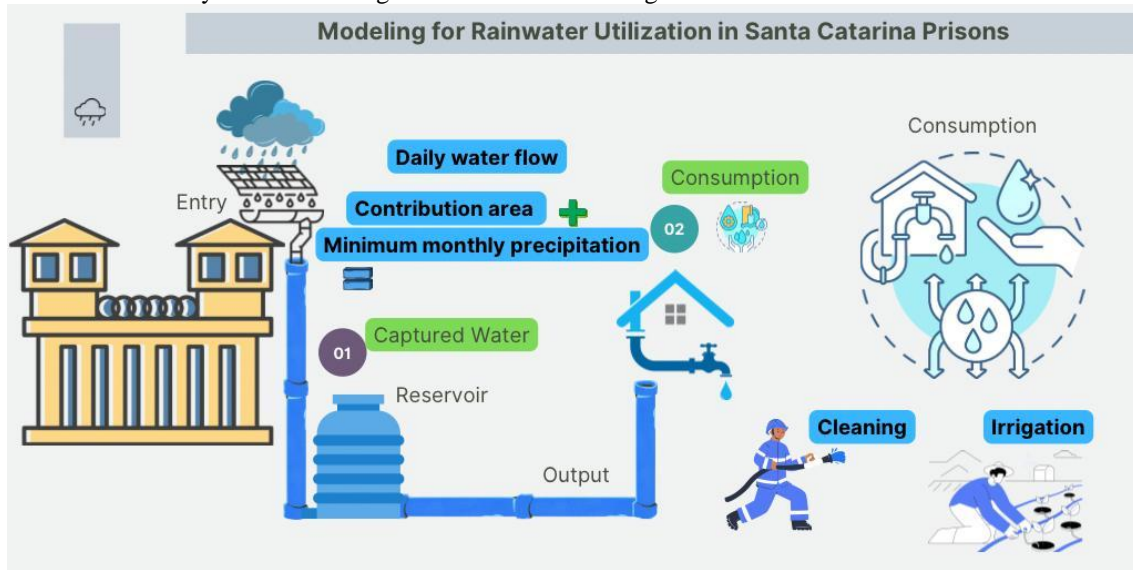 Modeling for Rainwater Utilization in Santa Catarina Prisons
Consumption
Daily water flow
Consumption
Entry
Contribution area
02
Minimum monthly precipitation
Captured Water
01
Reservoir
Cleaning
Irrigation
Output